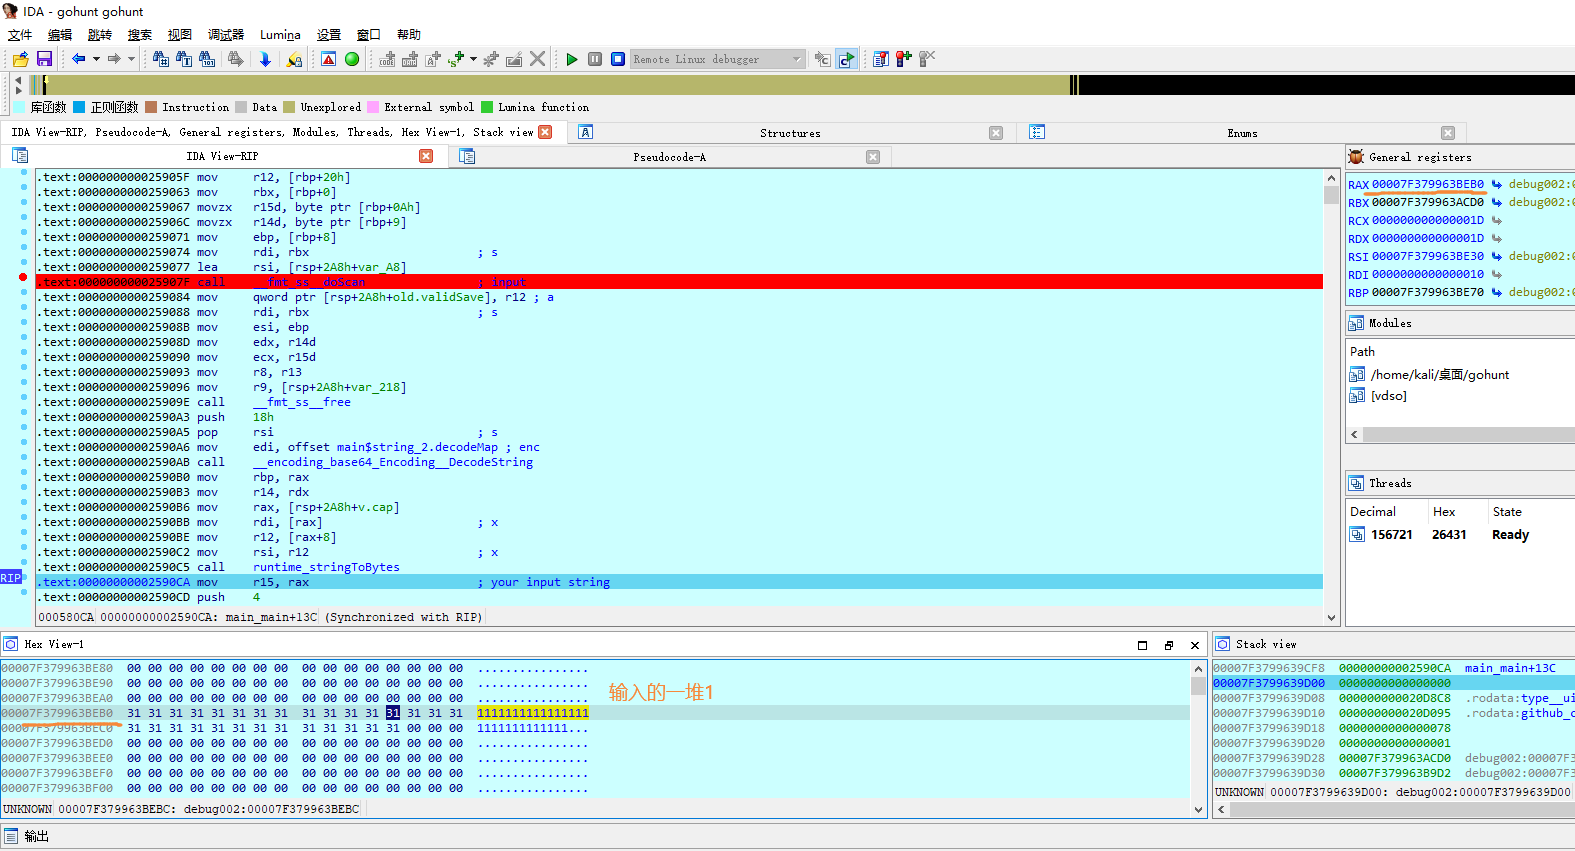 IDA - gohunt gohunt
文件 编辑 跳转 搜索 视图 调试器 Lumina 设置 窗口 帮助
Remote Linux debugger
库函数 正则函数 Instruction Data Unexplored External symbol Lumina function
IDA View-RIP, Pseudocode-A, General registers, Modules, Threads, Hex View-1, Stack view Structures Enums
IDA View-RIP Pseudocode-A
.text:000000000025905F mov r12, [rbp+20h]
.text:0000000000259063 mov rbx, [rbp+0]
.text:0000000000259067 movzx r15d, byte ptr [rbp+0Ah]
.text:000000000025906C movzx r14d, byte ptr [rbp+9]
.text:0000000000259071 mov ebp, [rbp+8]
.text:0000000000259074 mov rdi, rbx ; s
.text:0000000000259077 lea rsi, [rsp+2A8h+var_A8]
.text:000000000025907F call __fmt_ss__doScan ; input
.text:0000000000259084 mov qword ptr [rsp+2A8h+old.validSave], r12 ; a
.text:0000000000259088 mov rdi, rbx ; s
.text:000000000025908B mov esi, ebp
.text:000000000025908D mov edx, r14d
.text:0000000000259090 mov ecx, r15d
.text:0000000000259093 mov r8, r13
.text:0000000000259096 mov r9, [rsp+2A8h+var_218]
.text:000000000025909E call __fmt_ss__free
.text:00000000002590A3 push 18h
.text:00000000002590A5 pop rsi ; s
.text:00000000002590A6 mov edi, offset main$string_2.decodeMap ; enc
.text:00000000002590AB call __encoding_base64_Encoding__DecodeString
.text:00000000002590B0 mov rbp, rax
.text:00000000002590B3 mov r14, rdx
.text:00000000002590B6 mov rax, [rsp+2A8h+v.cap]
.text:00000000002590BB mov rdi, [rax] ; x
.text:00000000002590BE mov r12, [rax+8]
.text:00000000002590C2 mov rsi, r12 ; x
.text:00000000002590C5 call runtime_stringToBytes
RIP .text:00000000002590CA mov r15, rax ; your input string
.text:00000000002590CD push 4
000580CA 00000000002590CA: main_main+13C (Synchronized with RIP)
General registers
RAX 00007F379963BEB0 debug002:0
RBX 00007F379963ACD0 debug002:0
RCX 000000000000001D
RDX 000000000000001D
RSI 00007F379963BE30 debug002:0
RDI 0000000000000010
RBP 00007F379963BE70 debug002:0
Modules
Path
/home/kali/桌面/gohunt
[vdso]
Threads
Decimal Hex State
156721 26431 Ready
Hex View-1
00007F379963BE80 00 00 00 00 00 00 00 00 00 00 00 00 00 00 00 00 ................
00007F379963BE90 00 00 00 00 00 00 00 00 00 00 00 00 00 00 00 00 ................
00007F379963BEA0 00 00 00 00 00 00 00 00 00 00 00 00 00 00 00 00 ................
00007F379963BEB0 31 31 31 31 31 31 31 31 31 31 31 31 31 31 31 31 1111111111111111
00007F379963BEC0 31 31 31 31 31 31 31 31 31 31 31 31 31 00 00 00 1111111111111...
00007F379963BED0 00 00 00 00 00 00 00 00 00 00 00 00 00 00 00 00 ................
00007F379963BEE0 00 00 00 00 00 00 00 00 00 00 00 00 00 00 00 00 ................
00007F379963BEF0 00 00 00 00 00 00 00 00 00 00 00 00 00 00 00 00 ................
00007F379963BF00 00 00 00 00 00 00 00 00 00 00 00 00 00 00 00 00 ................
输入的一堆1
UNKNOWN 00007F379963BEBC: debug002:00007F379963BEBC
Stack view
00007F3799639CF8 00000000002590CA main_main+13C
00007F3799639D00 0000000000000000
00007F3799639D08 000000000020D8C8 .rodata:type__ui
00007F3799639D10 000000000020D095 .rodata:github_c
00007F3799639D18 0000000000000078
00007F3799639D20 0000000000000001
00007F3799639D28 00007F379963ACD0 debug002:00007F3
00007F3799639D30 00007F379963B9D2 debug002:00007F3
UNKNOWN 00007F3799639D00: debug002:00007F3799639D00
输出